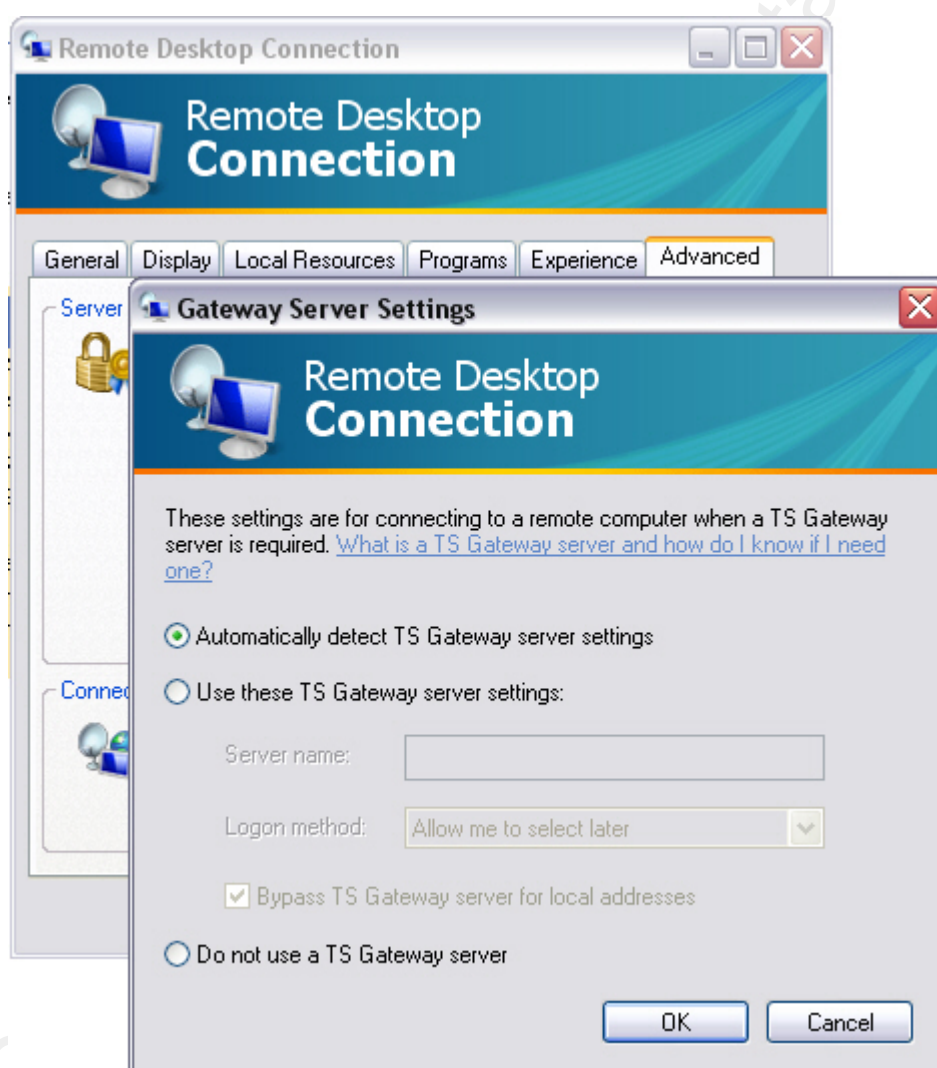 Remote Desktop Connection
Remote Desktop
Connection
General Display Local Resources Programs Experience Advanced
Server
Gateway Server Settings
Remote Desktop
Connection
These settings are for connecting to a remote computer when a TS Gateway
server is required. What is a TS Gateway server and how do I know if I need
one?
Automatically detect TS Gateway server settings
Use these TS Gateway server settings:
Connec
Server name:
Logon method: Allow me to select later
Bypass TS Gateway server for local addresses
Do not use a TS Gateway server
OK Cancel